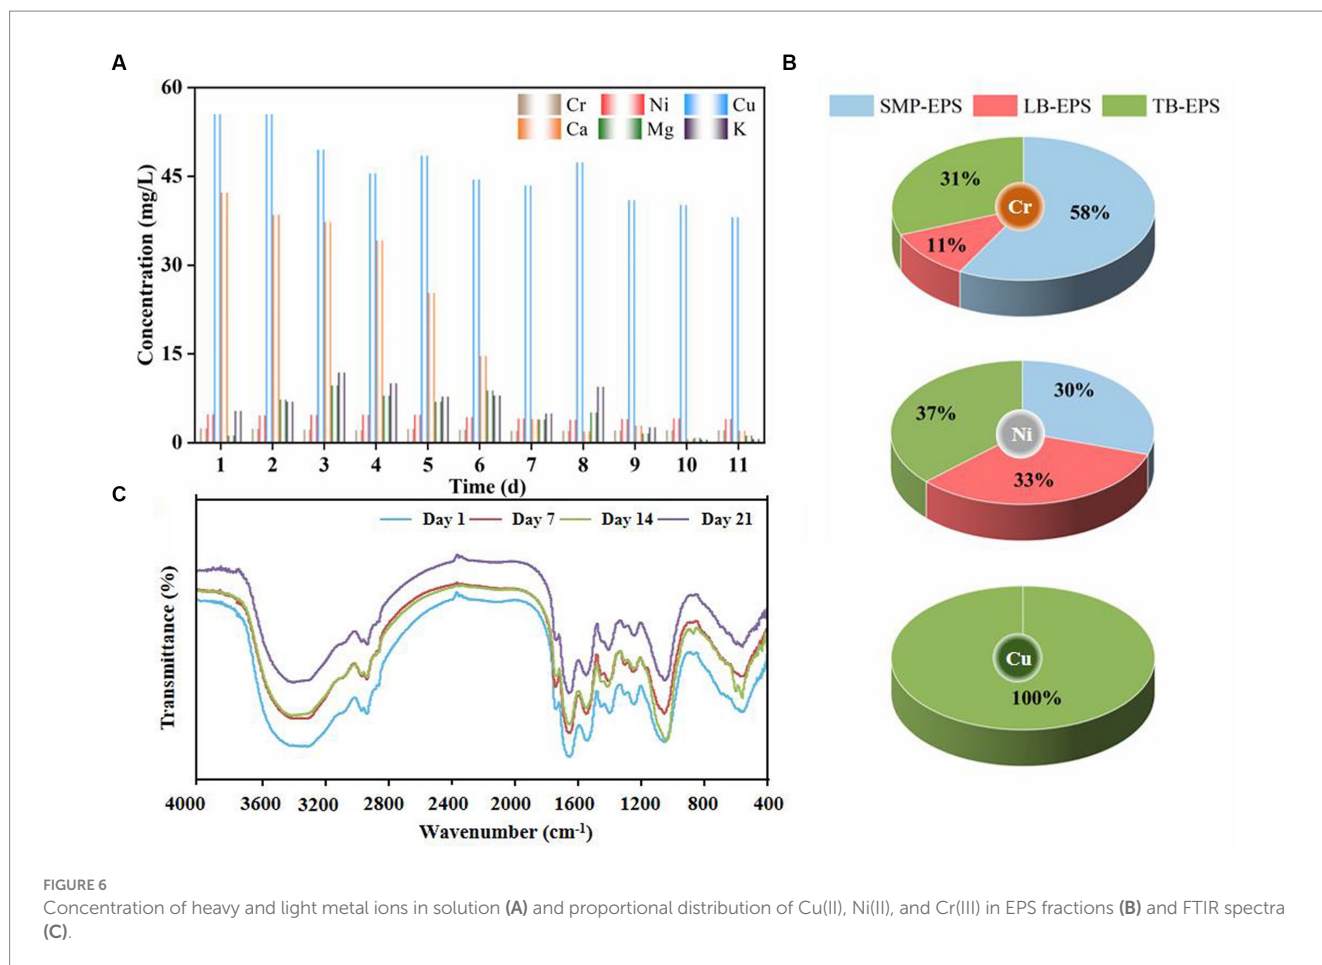 A
60
45
30
15
0
Concentration (mg/L)
Cr Ni Cu
Ca Mg K
1 2 3 4 5 6 7 8 9 10 11
Time (d)
B
SMP-EPS LB-EPS TB-EPS
31%
Cr
58%
11%
30%
37%
Ni
33%
Cu
100%
C
Day 1 Day 7 Day 14 Day 21
Transmittance (%)
4000 3600 3200 2800 2400 2000 1600 1200 800 400
Wavenumber (cm-1)
FIGURE 6
Concentration of heavy and light metal ions in solution (A) and proportional distribution of Cu(II), Ni(II), and Cr(III) in EPS fractions (B) and FTIR spectra
(C).